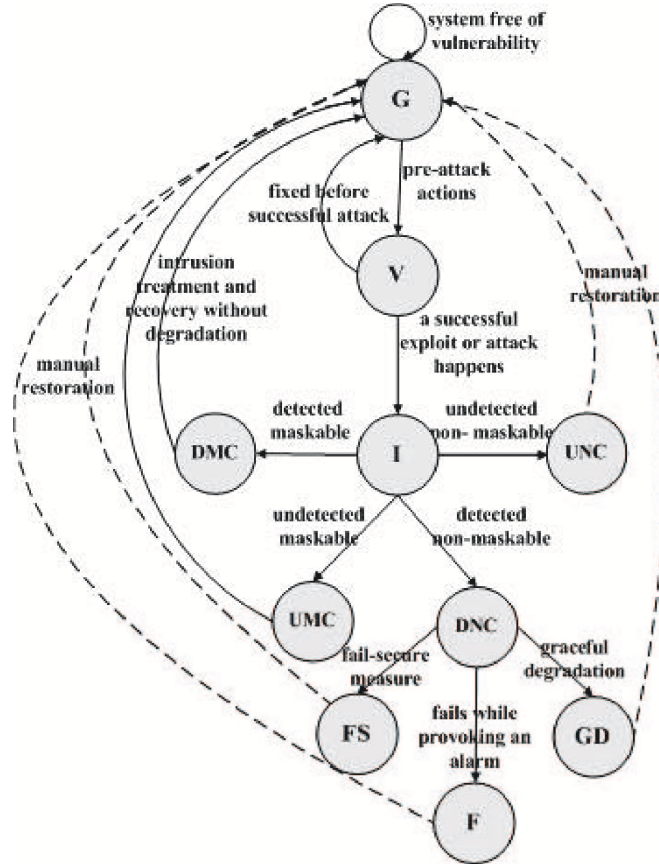 system free of
vulnerability
G
pre-attack
actions
fixed before
successful attack
V
intrusion
treatment and
recovery without
degradation
manual
restoration
a successful
exploit or attack
happens
manual
restoration
detected
maskable
undetected
non- maskable
DMC
I
UNC
undetected
maskable
detected
non-maskable
UMC
DNC
fail-secure
measure
graceful
degradation
FS
fails while
provoking an
alarm
GD
F